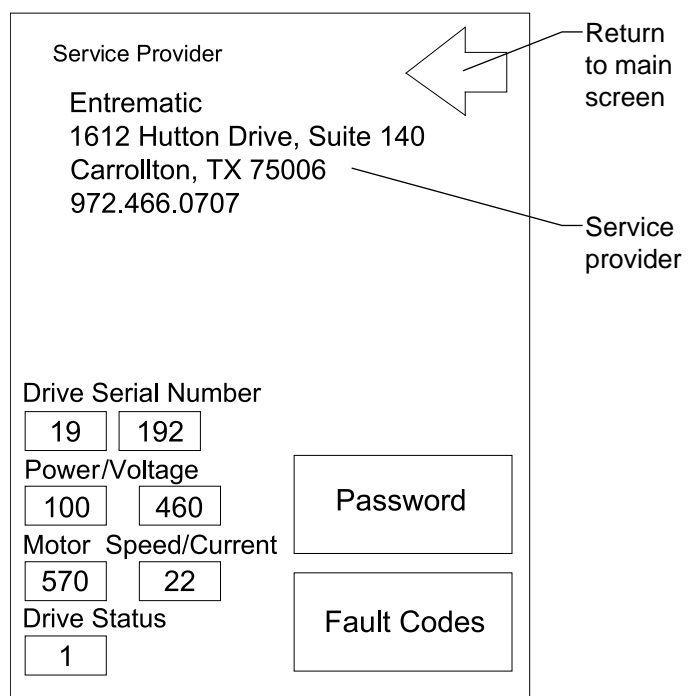 Service Provider
Entrematic
1612 Hutton Drive, Suite 140
Carrollton, TX 75006
972.466.0707
Return
to main
screen
Service
provider
Drive Serial Number
19 192
Power/Voltage
100 460
Motor Speed/Current
570 22
Drive Status
1
Password
Fault Codes